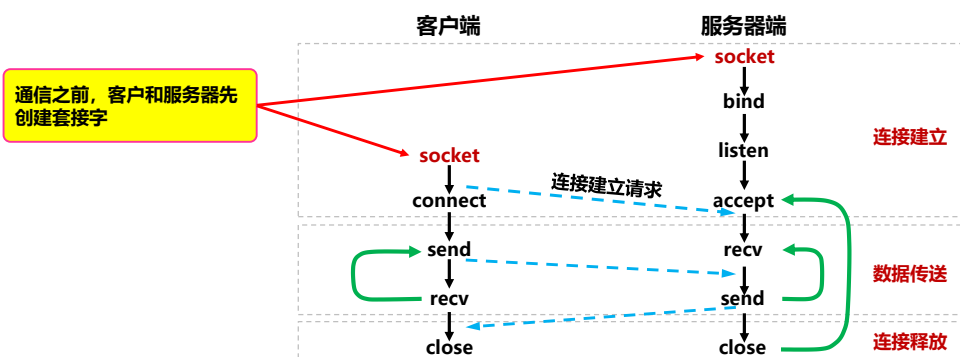 客户端
服务器端
socket
通信之前，客户和服务器先
创建套接字
bind
连接建立
listen
socket
连接建立请求
connect
accept
send
recv
数据传送
recv
send
连接释放
close
close